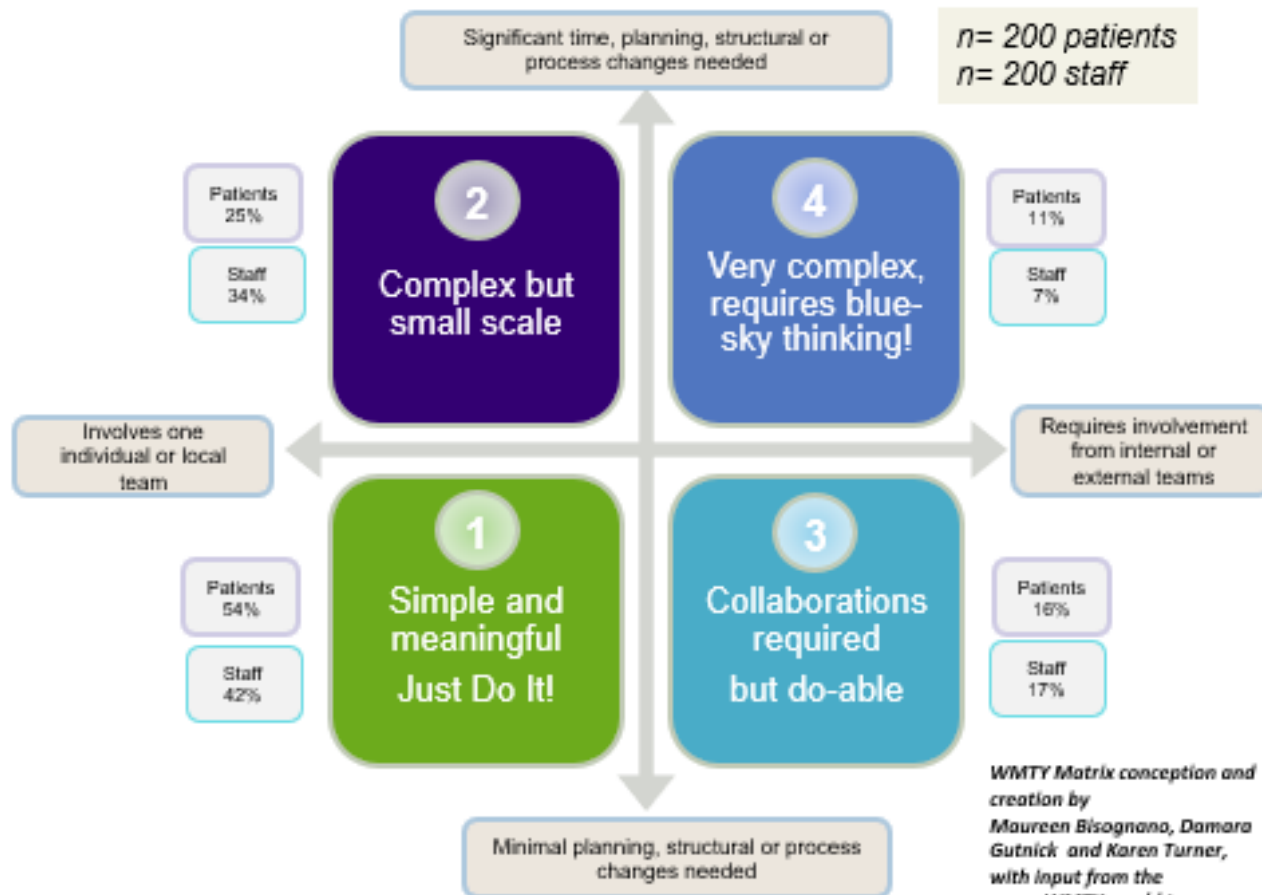 Significant time, planning, structural or
process changes needed
n= 200 patients
n= 200 staff
Patients
25%
Staff
34%
2
Complex but
small scale
4
Very complex,
requires blue-
sky thinking!
Patients
11%
Staff
7%
Involves one
individual or local
team
Requires involvement
from internal or
external teams
Patients
54%
Staff
42%
1
Simple and
meaningful
Just Do It!
3
Collaborations
required
but do-able
Patients
16%
Staff
17%
Minimal planning, structural or process
changes needed
WMTY Matrix conception and
creation by
Maureen Bisognano, Damara
Gutnick and Karen Turner,
with input from the